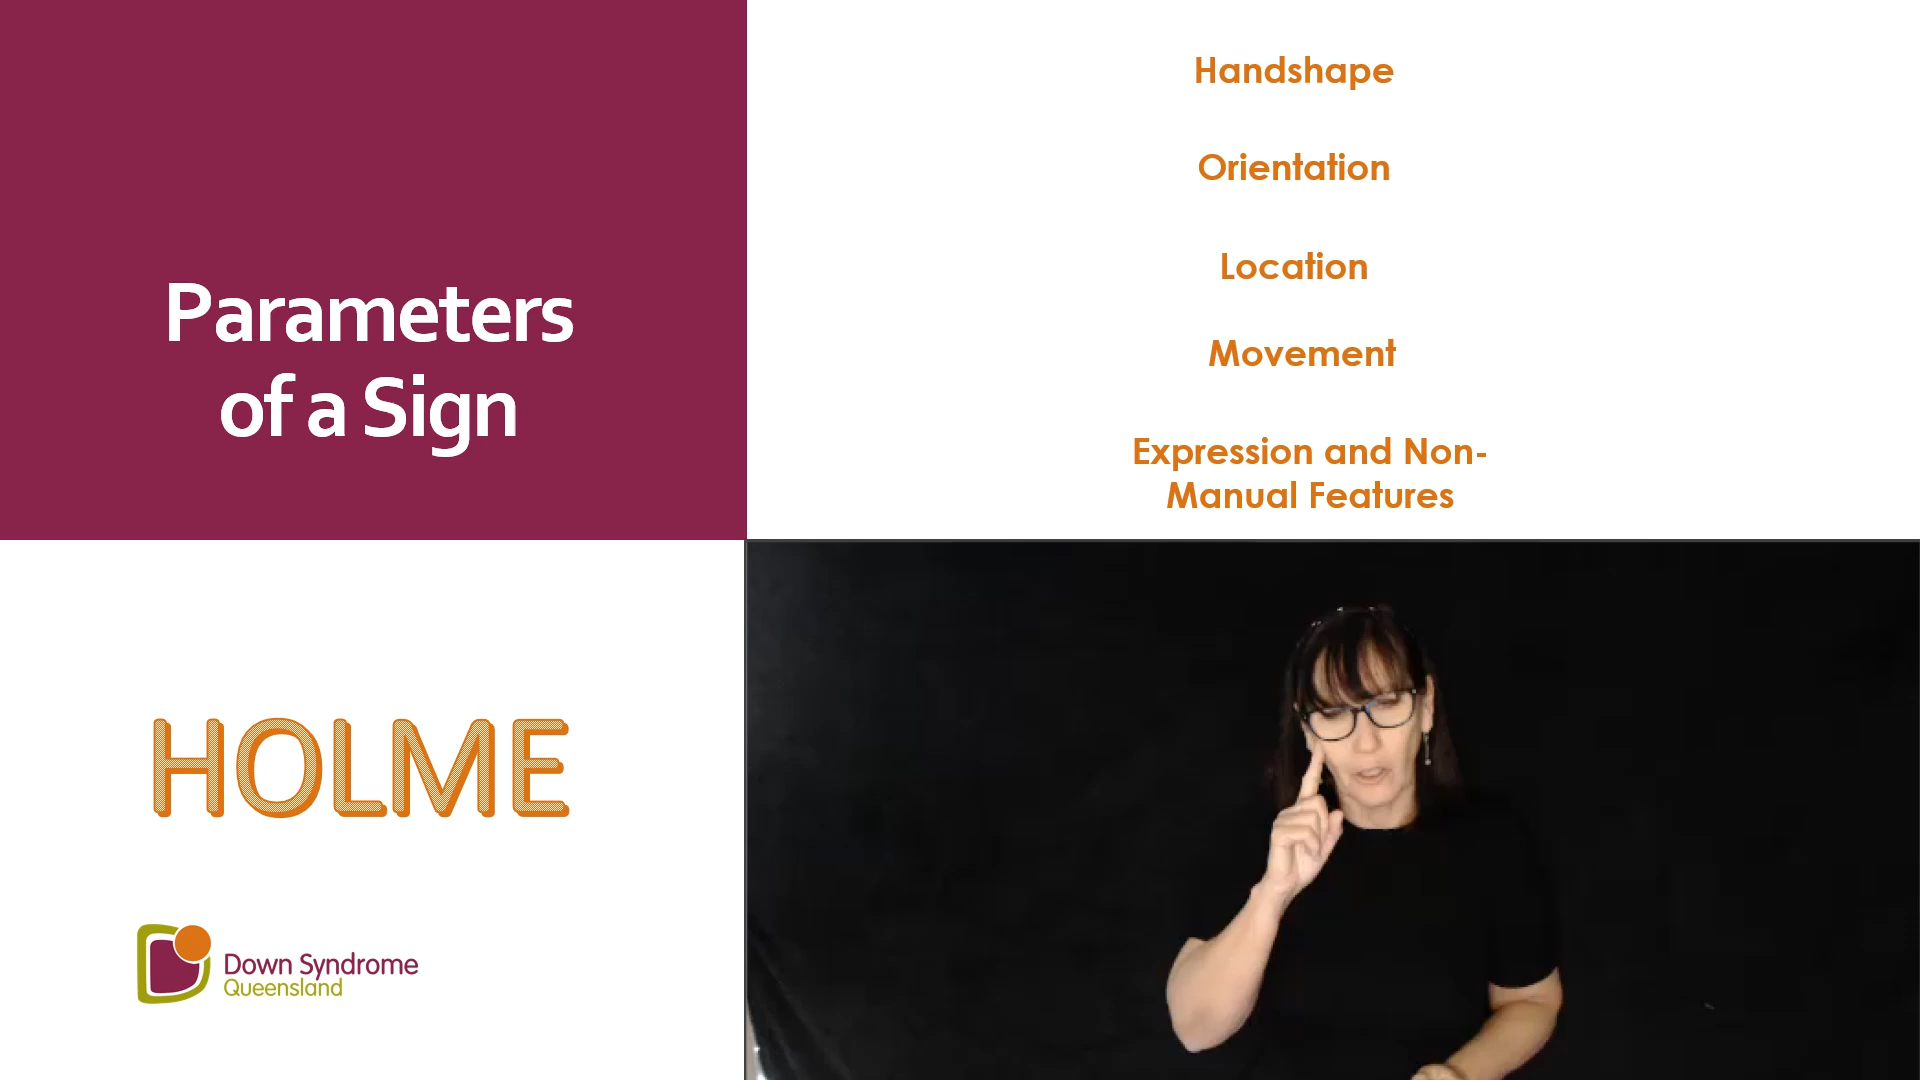 Parameters
of a Sign
Handshape
Orientation
Location
Movement
Expression and Non-
Manual Features
HOLME
Down Syndrome
Queensland